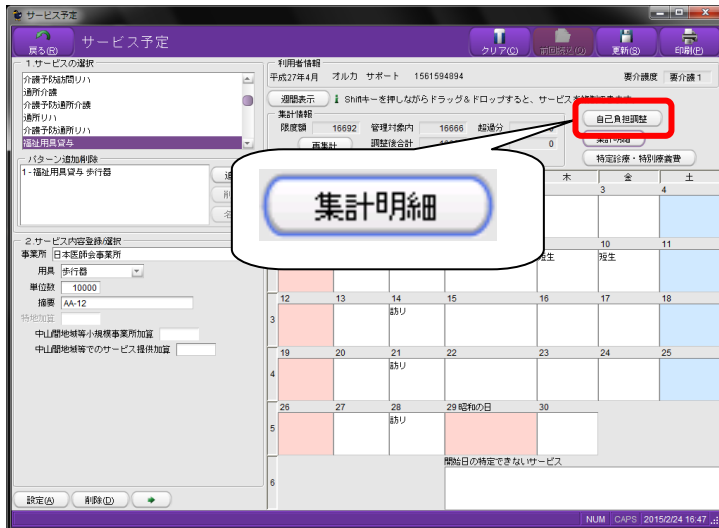 サービス予定
戻る(R)
サービス予定
クリア(C)
前回読込(O)
更新(S)
印刷(P)
1.サービスの選択
介護予防訪問リハ
通所介護
介護予防通所介護
通所リハ
介護予防通所リハ
福祉用具貸与
パターン追加削除
1-福祉用具貸与 歩行器
2.サービス内容登録/選択
事業所 日本医師会事業所
用具 歩行器
単位数 10000
摘要 AA-12
特地加算
中山間地域等小規模事業所加算
中山間地域等でのサービス提供加算
設定(A)
削除(D)
利用者情報
平成27年4月 オルカ サポート 1561594894
要介護度 要介護1
週間表示
Shiftキーを押しながらドラッグ&ドロップすると、サービスを
集計情報
限度額 16692 管理対象内 16666 超過分
再集計 調整後合計 0
自己負担調整
集計明細
特定診療・特別療養費
集計明細
木 金 土
3 4
10 11
短生 短生
12 13 14 15 16 17 18
3 訪リ
19 20 21 22 23 24 25
4 訪リ
26 27 28 29昭和の日 30
5 訪リ
開始日の特定できないサービス
6
NUM CAPS 2015/2/24 16:47